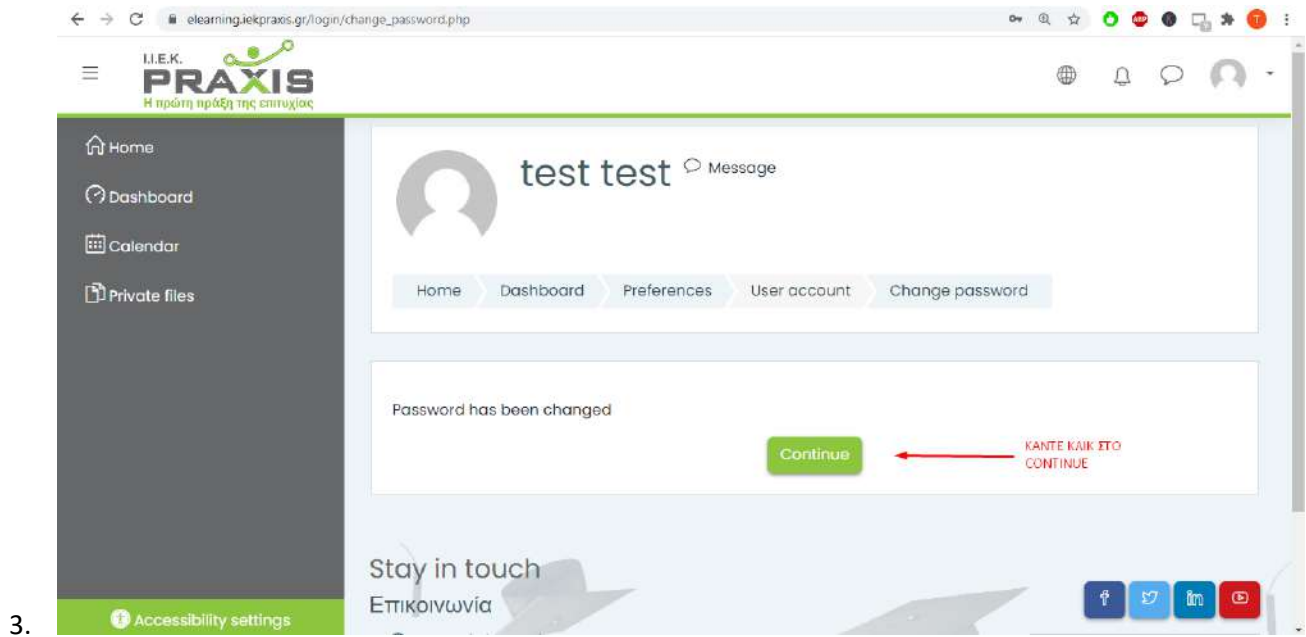 elearning.iekpraxis.gr/login/change_password.php
ABP
T
Ι.Ι.Ε.Κ.
PRAXIS
Η πρώτη πράξη της επιτυχίας
Home
Dashboard
Calendar
Private files
test test
Message
Home
Dashboard
Preferences
User account
Change password
Password has been changed
Continue
ΚΑΝΤΕ ΚΛΙΚ ΣΤΟ
CONTINUE
Stay in touch
Επικοινωνία
Accessibility settings
3.